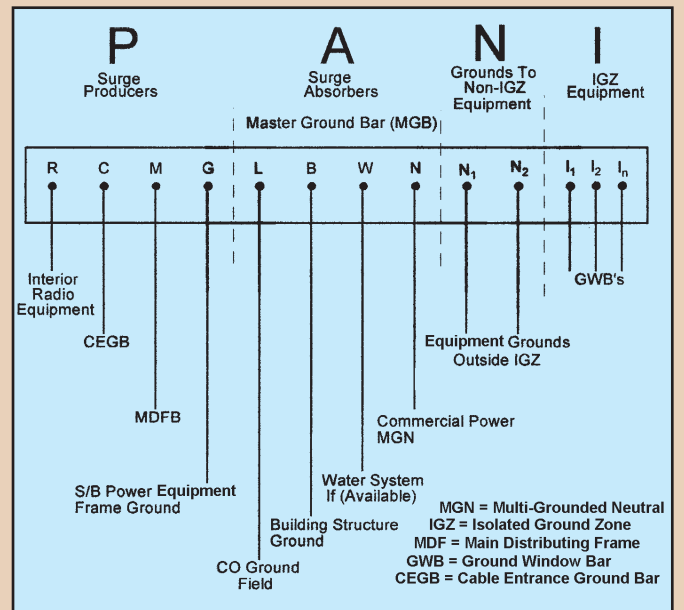 P A N I
Surge
Producers
Surge
Absorbers
Grounds To
Non-IGZ
Equipment
IGZ
Equipment
Master Ground Bar (MGB)
R C M G L B W N N₁ N₂ I₁ I₂ Iₙ
Interior
Radio
Equipment
GWB's
CEGB
Equipment Grounds
Outside IGZ
MDFB
Commercial Power
MGN
S/B Power Equipment
Frame Ground
Water System
If (Available)
Building Structure
Ground
CO Ground
Field
MGN = Multi-Grounded Neutral
IGZ = Isolated Ground Zone
MDF = Main Distributing Frame
GWB = Ground Window Bar
CEGB = Cable Entrance Ground Bar